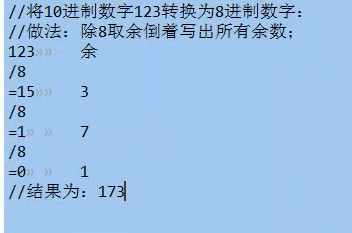 //将10进制数字123转换为8进制数字:
//做法: 除8取余倒着写出所有余数;
123 余
/8
=15 3
/8
=1 7
/8
=0 1
//结果为: 173